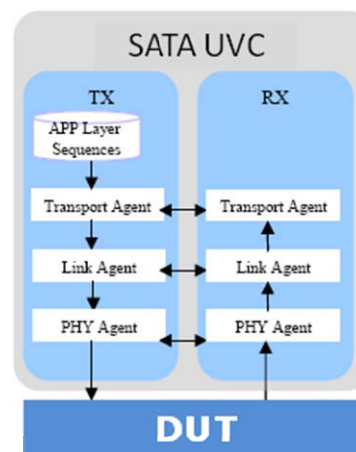 SATA UVC
TX
APP Layer
Sequences
Transport Agent
Link Agent
PHY Agent
RX
Transport Agent
Link Agent
PHY Agent
DUT